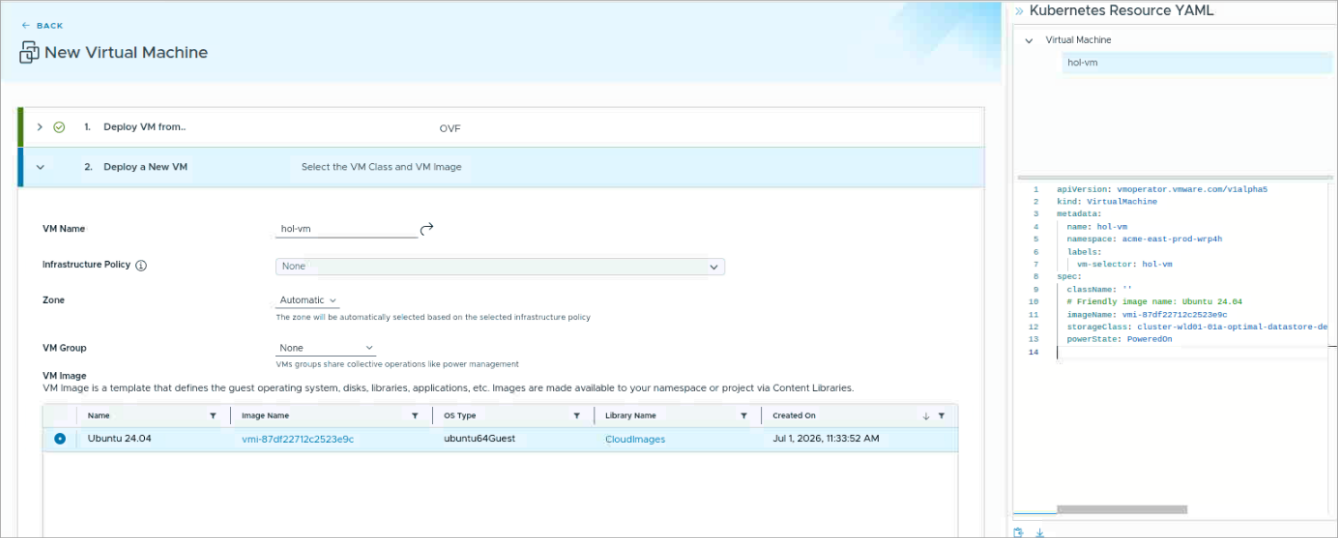 BACK
New Virtual Machine
1. Deploy VM from.. OVF
2. Deploy a New VM Select the VM Class and VM Image
VM Name hol-vm
Infrastructure Policy None
Zone Automatic
The zone will be automatically selected based on the selected infrastructure policy
VM Group None
VMs groups share collective operations like power management
VM Image
VM Image is a template that defines the guest operating system, disks, libraries, applications, etc. Images are made available to your namespace or project via Content Libraries.
Name Image Name OS Type Library Name Created On
Ubuntu 24.04 vmi-87df22712c2523e9c ubuntu64Guest CloudImages Jul 1, 2026, 11:33:52 AM
Kubernetes Resource YAML
Virtual Machine
hol-vm
1 apiVersion: vmoperator.vmware.com/v1alpha5
2 kind: VirtualMachine
3 metadata:
4 name: hol-vm
5 namespace: acme-east-prod-wrp4h
6 labels:
7 vm-selector: hol-vm
8 spec:
9 className: ''
10 # Friendly image name: Ubuntu 24.04
11 imageName: vmi-87df22712c2523e9c
12 storageClass: cluster-wld01-01a-optimal-datastore-de
13 powerState: PoweredOn
14